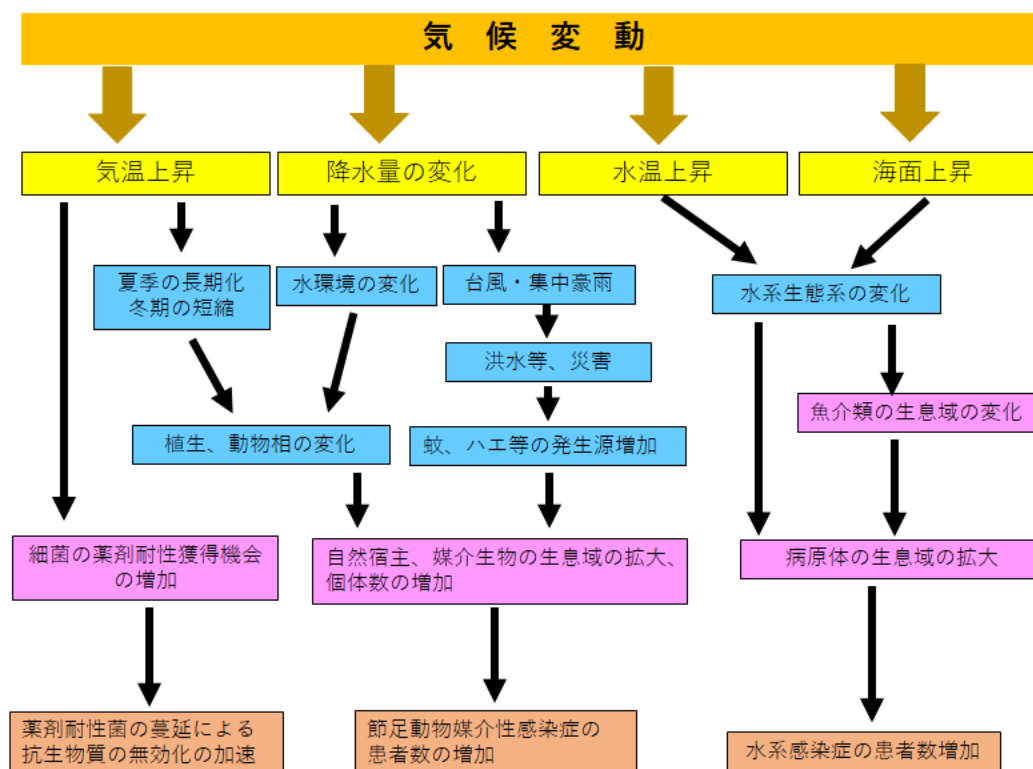 気 候 変 動
気温上昇
降水量の変化
水温上昇
海面上昇
夏季の長期化
冬期の短縮
水環境の変化
台風・集中豪雨
水系生態系の変化
洪水等、災害
魚介類の生息域の変化
植生、動物相の変化
蚊、ハエ等の発生源増加
細菌の薬剤耐性獲得機会
の増加
自然宿主、媒介生物の生息域の拡大、
個体数の増加
病原体の生息域の拡大
薬剤耐性菌の蔓延による
抗生物質の無効化の加速
節足動物媒介性感染症の
患者数の増加
水系感染症の患者数増加